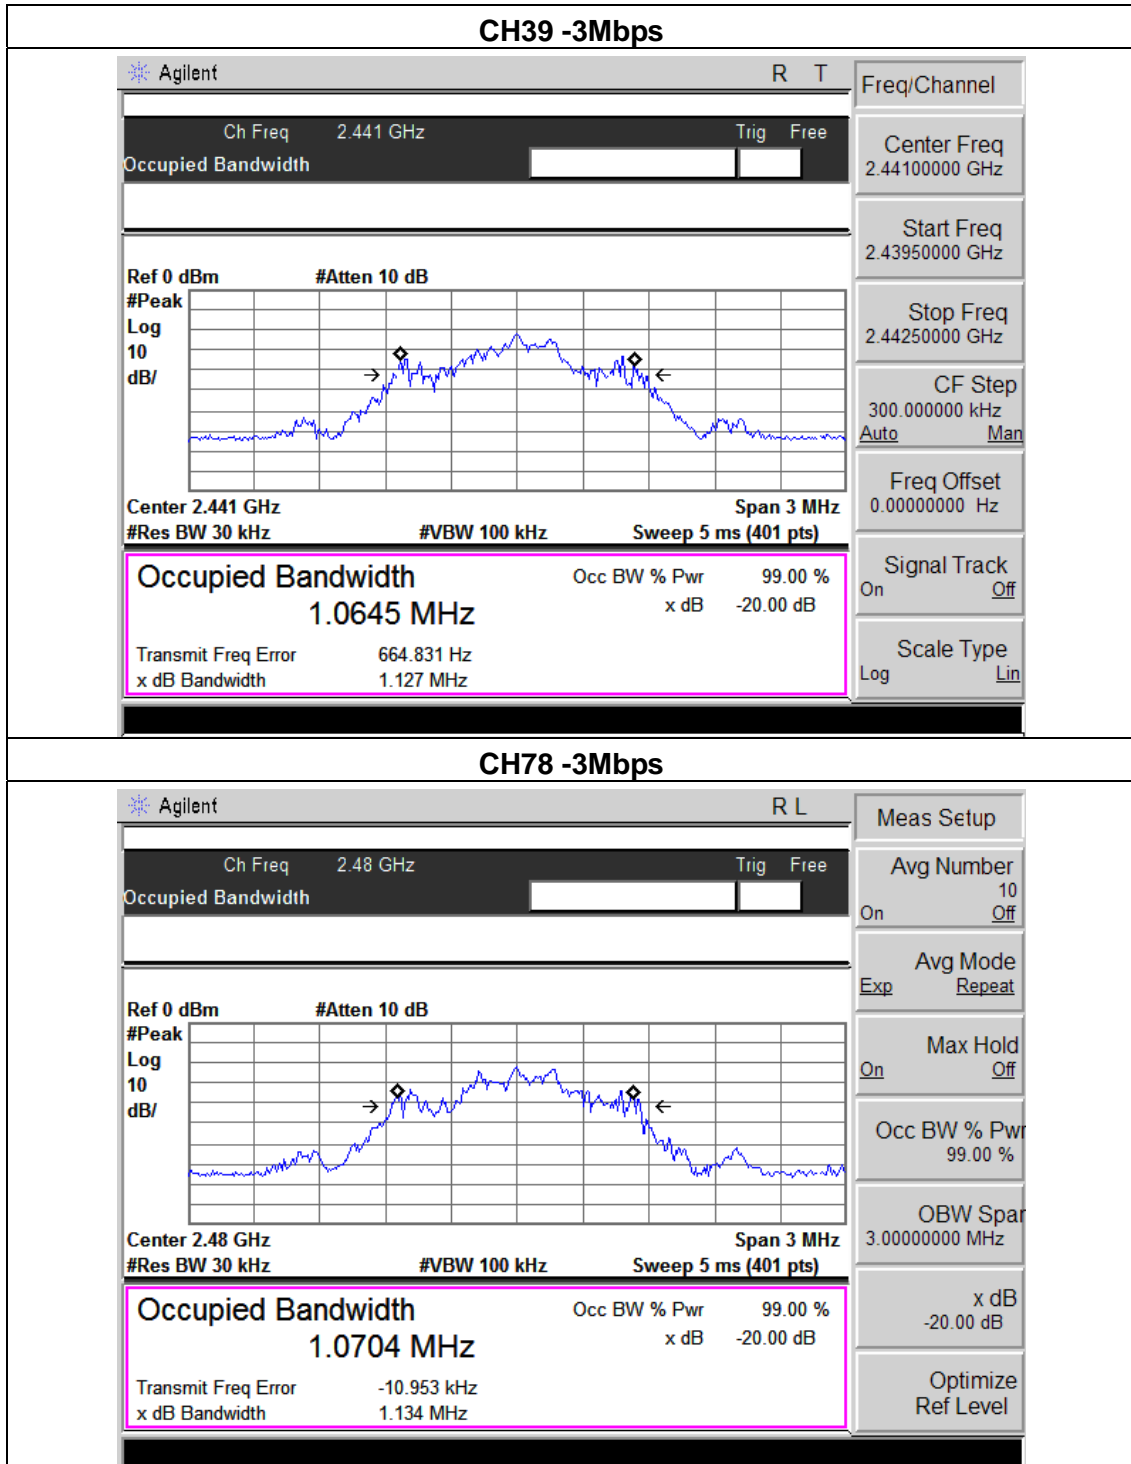 CH39 -3Mbps
Agilent R T
Freq/Channel
Ch Freq 2.441 GHz Trig Free
Occupied Bandwidth
Center Freq
2.44100000 GHz
Start Freq
2.43950000 GHz
Stop Freq
2.44250000 GHz
CF Step
300.000000 kHz
Auto Man
Freq Offset
0.00000000 Hz
Signal Track
On Off
Scale Type
Log Lin
Ref 0 dBm #Atten 10 dB
#Peak
Log
10
dB/
Center 2.441 GHz Span 3 MHz
#Res BW 30 kHz #VBW 100 kHz Sweep 5 ms (401 pts)
Occupied Bandwidth Occ BW % Pwr 99.00 %
1.0645 MHz x dB -20.00 dB
Transmit Freq Error 664.831 Hz
x dB Bandwidth 1.127 MHz
CH78 -3Mbps
Agilent R L
Meas Setup
Ch Freq 2.48 GHz Trig Free
Occupied Bandwidth
Avg Number
10
On Off
Avg Mode
Exp Repeat
Max Hold
On Off
Occ BW % Pwr
99.00 %
OBW Span
3.00000000 MHz
x dB
-20.00 dB
Optimize
Ref Level
Ref 0 dBm #Atten 10 dB
#Peak
Log
10
dB/
Center 2.48 GHz Span 3 MHz
#Res BW 30 kHz #VBW 100 kHz Sweep 5 ms (401 pts)
Occupied Bandwidth Occ BW % Pwr 99.00 %
1.0704 MHz x dB -20.00 dB
Transmit Freq Error -10.953 kHz
x dB Bandwidth 1.134 MHz